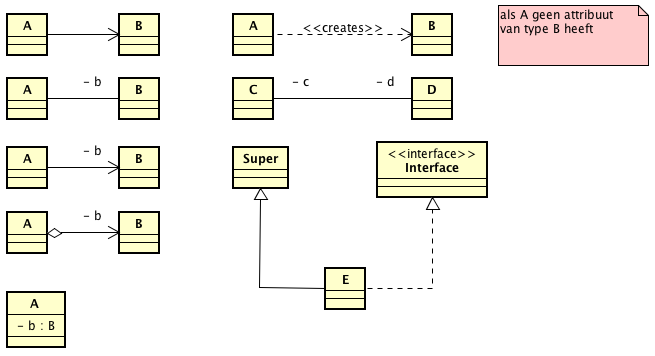 A B
A <<creates>> B
als A geen attribuut
van type B heeft
A - b B
C - c - d D
A - b B
Super
<<interface>>
Interface
A - b B
E
A
- b : B